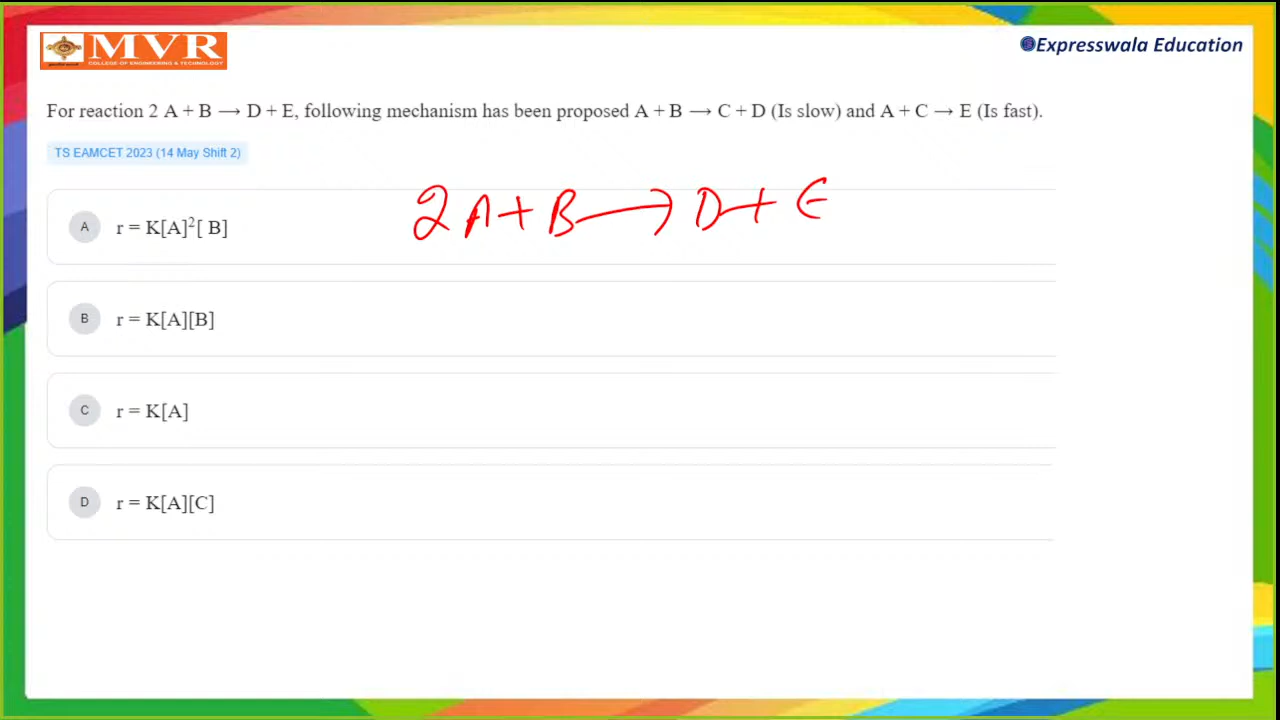 MVR
COLLEGE OF ENGINEERING & TECHNOLOGY
Expresswala Education
For reaction 2 A + B ⟶ D + E, following mechanism has been proposed A + B ⟶ C + D (Is slow) and A + C → E (Is fast).
TS EAMCET 2023 (14 May Shift 2)
2A+B⟶D+E
A r = K[A]²[ B]
B r = K[A][B]
C r = K[A]
D r = K[A][C]